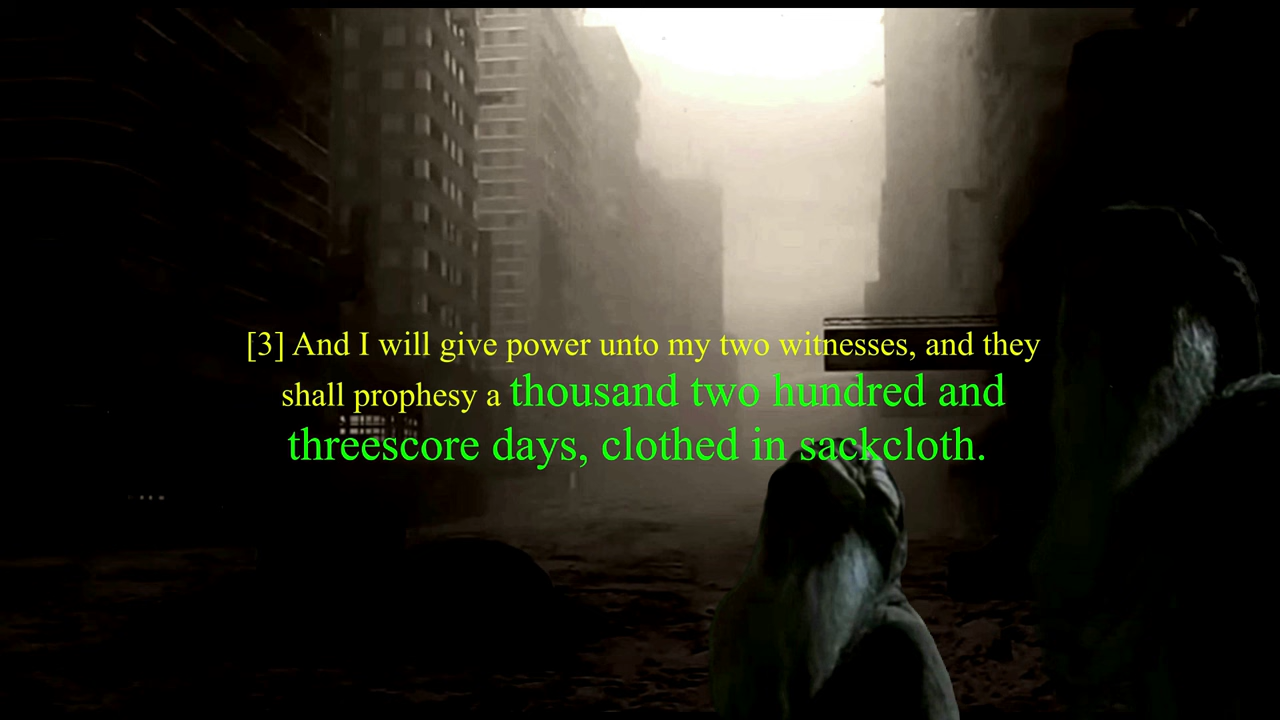 [3] And I will give power unto my two witnesses, and they
shall prophesy a thousand two hundred and
threescore days, clothed in sackcloth.